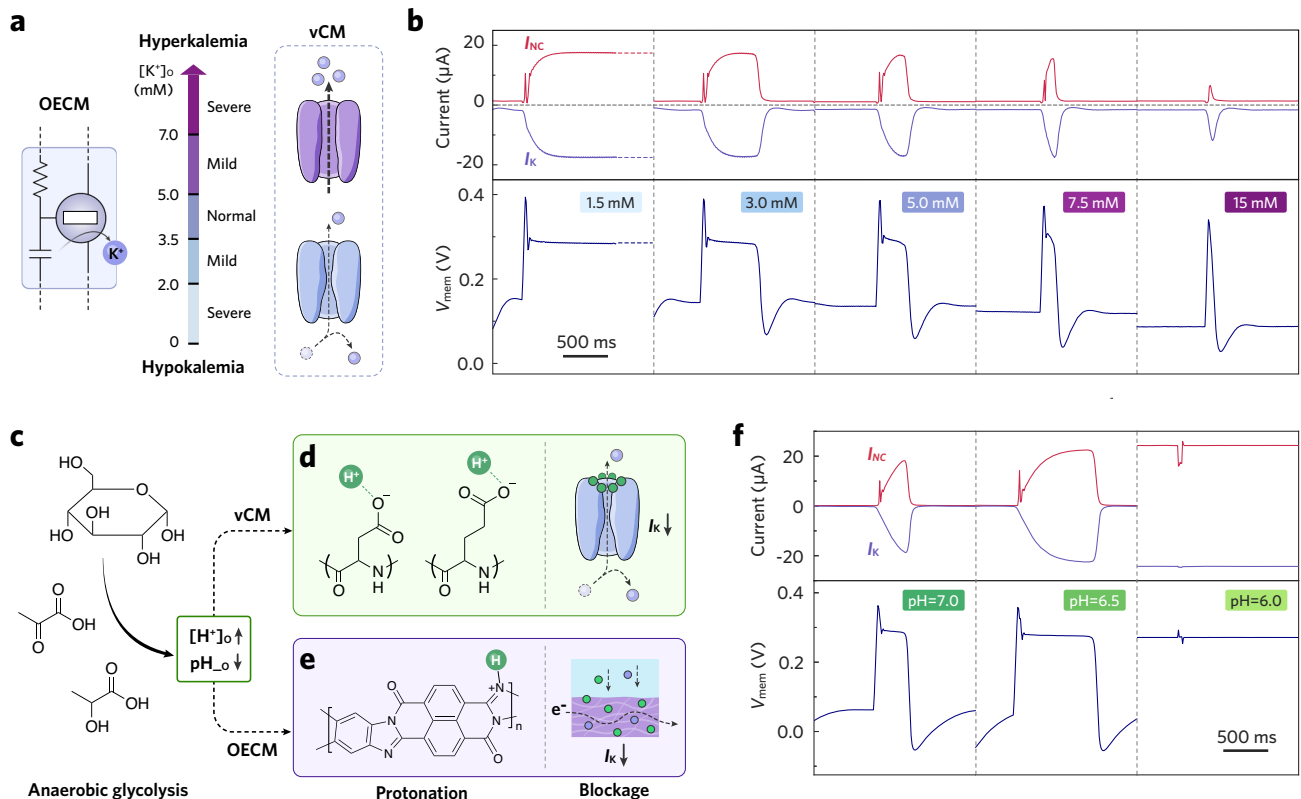 a
Hyperkalemia
vCM
[K⁺]ₒ
(mM)
OECM
Severe
7.0
Mild
5.0
Normal
3.5
Mild
2.0
Severe
0
Hypokalemia
K⁺
b
Current (µA)
20
0
-20
I_NC
I_K
V_mem (V)
0.4
0.2
0.0
1.5 mM
3.0 mM
5.0 mM
7.5 mM
15 mM
500 ms
c
HO
O
OH
HO
OH
OH
O
OH
O
O
OH
OH
Anaerobic glycolysis
[H⁺]ₒ
pH_ₒ
vCM
OECM
d
H⁺
O⁻
O
O
N
H
H⁺
O⁻
O
O
N
H
I_K
e
H
N
+
O
N
N
N
O
n
e⁻
I_K
Protonation
Blockage
f
Current (µA)
20
0
-20
I_NC
I_K
V_mem (V)
0.4
0.2
0.0
pH=7.0
pH=6.5
pH=6.0
500 ms